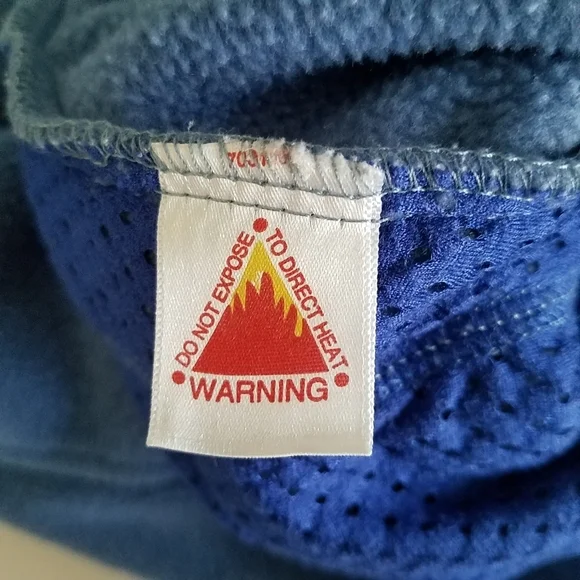 DO NOT EXPOSE
TO DIRECT HEAT
WARNING